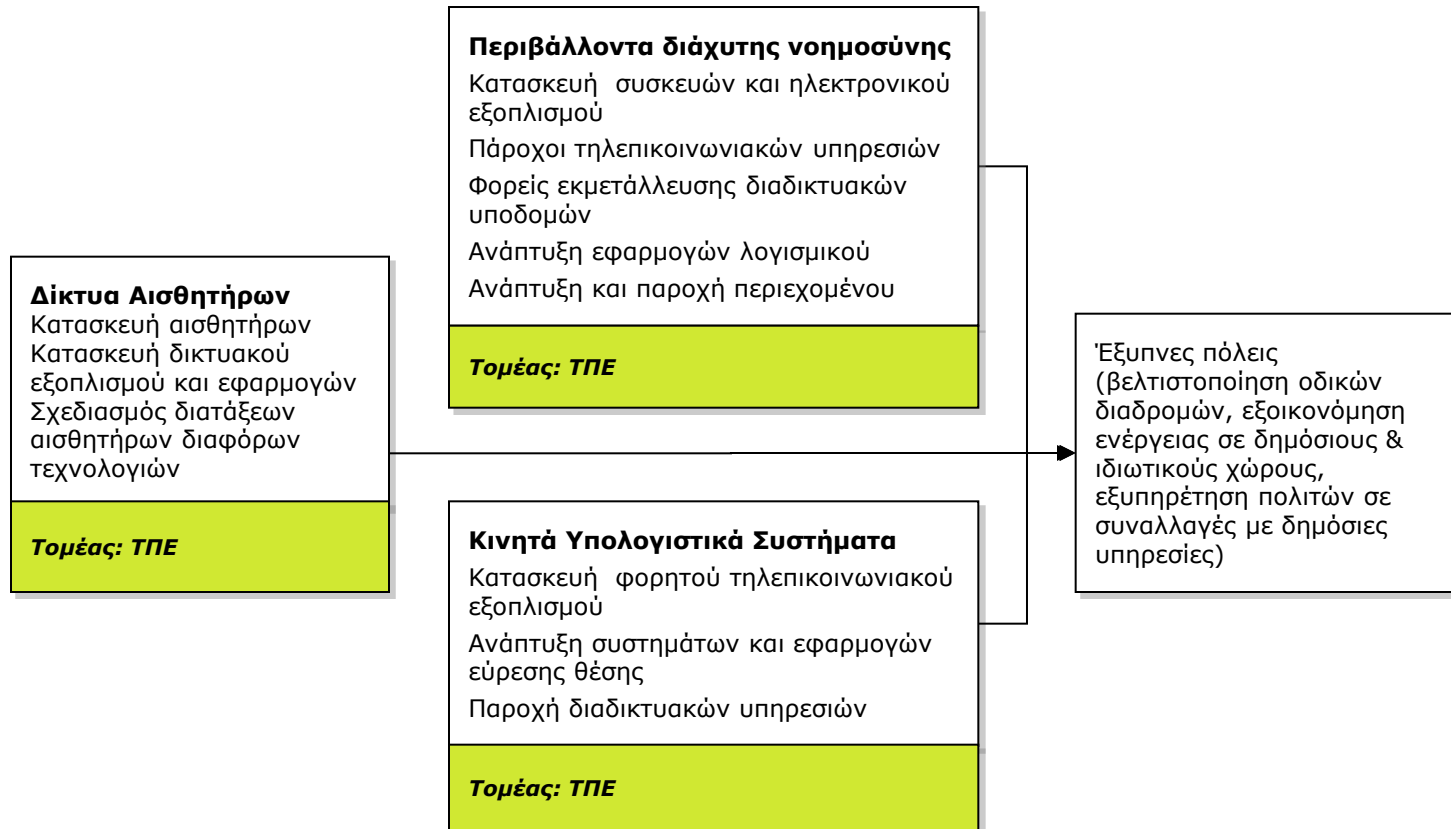 Περιβάλλοντα διάχυτης νοημοσύνης
Κατασκευή συσκευών και ηλεκτρονικού
εξοπλισμού
Πάροχοι τηλεπικοινωνιακών υπηρεσιών
Φορείς εκμετάλλευσης διαδικτυακών
υποδομών
Ανάπτυξη εφαρμογών λογισμικού
Ανάπτυξη και παροχή περιεχομένου
Τομέας: ΤΠΕ
Δίκτυα Αισθητήρων
Κατασκευή αισθητήρων
Κατασκευή δικτυακού
εξοπλισμού και εφαρμογών
Σχεδιασμός διατάξεων
αισθητήρων διαφόρων
τεχνολογιών
Τομέας: ΤΠΕ
Κινητά Υπολογιστικά Συστήματα
Κατασκευή φορητού τηλεπικοινωνιακού
εξοπλισμού
Ανάπτυξη συστημάτων και εφαρμογών
εύρεσης θέσης
Παροχή διαδικτυακών υπηρεσιών
Τομέας: ΤΠΕ
Έξυπνες πόλεις
(βελτιστοποίηση οδικών
διαδρομών, εξοικονόμηση
ενέργειας σε δημόσιους &
ιδιωτικούς χώρους,
εξυπηρέτηση πολιτών σε
συναλλαγές με δημόσιες
υπηρεσίες)